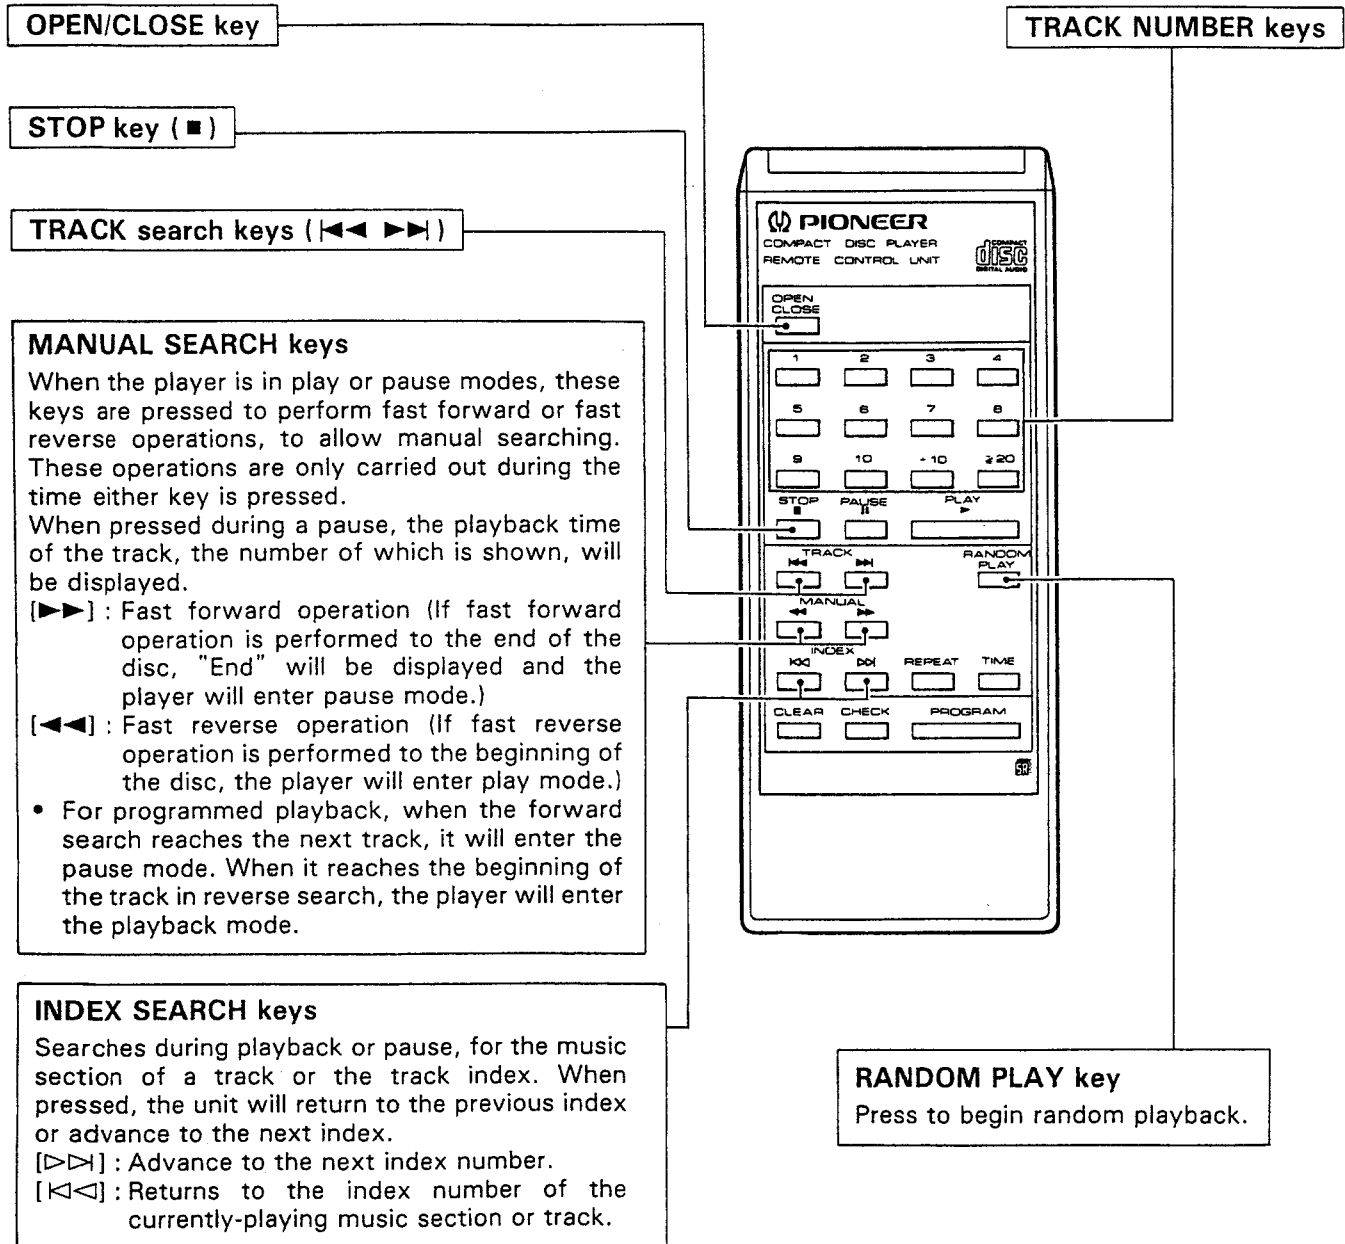 OPEN/CLOSE key
TRACK NUMBER keys
STOP key (■)
TRACK search keys (|◀◀ ▶▶|)
MANUAL SEARCH keys
When the player is in play or pause modes, these
keys are pressed to perform fast forward or fast
reverse operations, to allow manual searching.
These operations are only carried out during the
time either key is pressed.
When pressed during a pause, the playback time
of the track, the number of which is shown, will
be displayed.
[▶▶] : Fast forward operation (If fast forward
operation is performed to the end of the
disc, "End" will be displayed and the
player will enter pause mode.)
[◀◀] : Fast reverse operation (If fast reverse
operation is performed to the beginning of
the disc, the player will enter play mode.)
• For programmed playback, when the forward
search reaches the next track, it will enter the
pause mode. When it reaches the beginning of
the track in reverse search, the player will enter
the playback mode.
INDEX SEARCH keys
Searches during playback or pause, for the music
section of a track or the track index. When
pressed, the unit will return to the previous index
or advance to the next index.
[▷▷|] : Advance to the next index number.
[|◁◁] : Returns to the index number of the
currently-playing music section or track.
PIONEER
COMPACT DISC PLAYER
REMOTE CONTROL UNIT
COMPACT
disc
DIGITAL AUDIO
OPEN
CLOSE
1 2 3 4
5 6 7 8
9 10 +10 ≧20
STOP PAUSE PLAY
■ II ▶
TRACK RANDOM
|◀◀ ▶▶| PLAY
MANUAL
◀◀ ▶▶
INDEX
|◁◁ ▷▷| REPEAT TIME
CLEAR CHECK PROGRAM
SR
RANDOM PLAY key
Press to begin random playback.